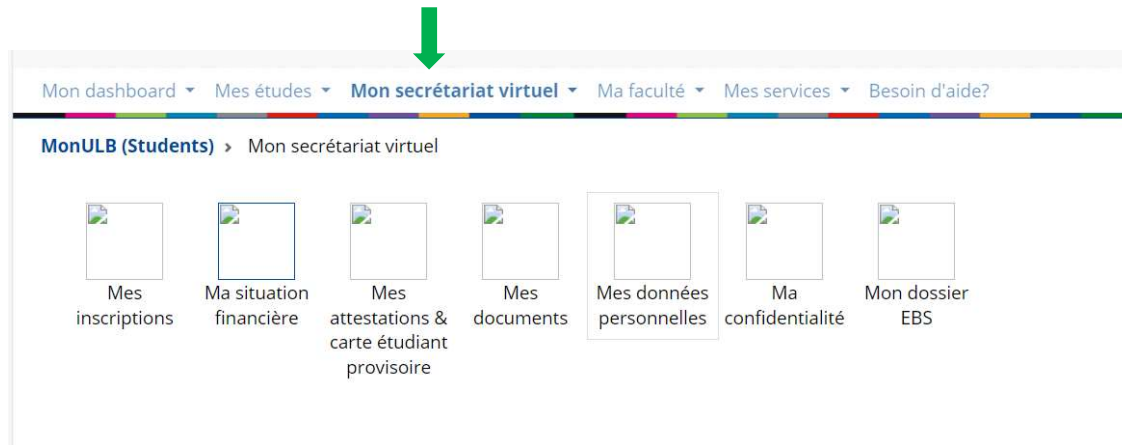 Mon dashboard Mes études Mon secrétariat virtuel Ma faculté Mes services Besoin d'aide?
MonULB (Students) › Mon secrétariat virtuel
Mes inscriptions
Ma situation financière
Mes attestations & carte étudiant provisoire
Mes documents
Mes données personnelles
Ma confidentialité
Mon dossier EBS